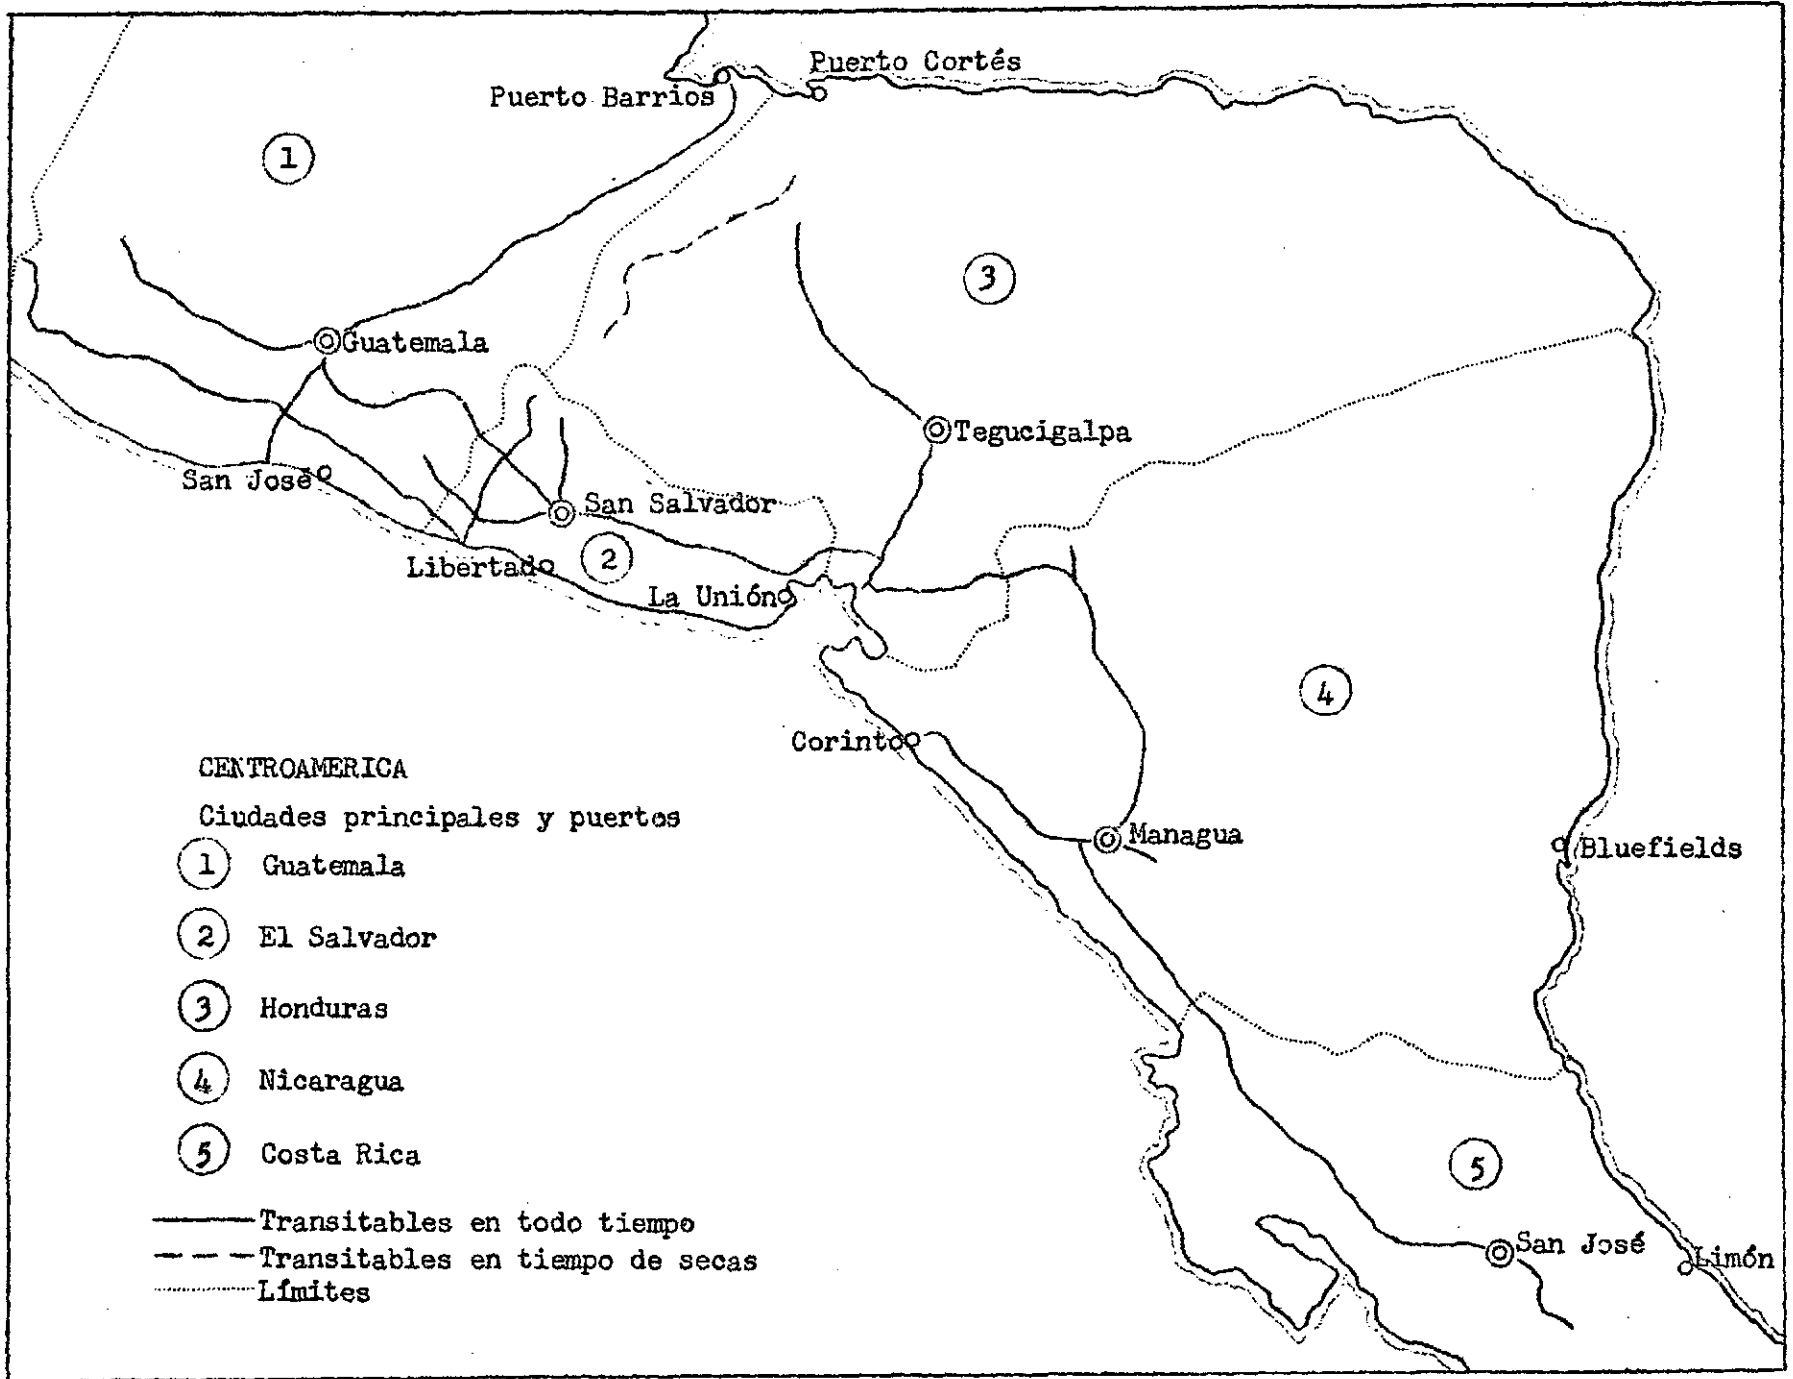 Puerto Cortés
Puerto Barrios
1
3
Guatemala
Tegucigalpa
San José
San Salvador
2
Libertad
La Unión
4
Corinto
Managua
Bluefields
CENTROAMERICA
Ciudades principales y puertos
1 Guatemala
2 El Salvador
3 Honduras
4 Nicaragua
5 Costa Rica
5
Transitables en todo tiempo
Transitables en tiempo de secas
Límites
San José
Limón